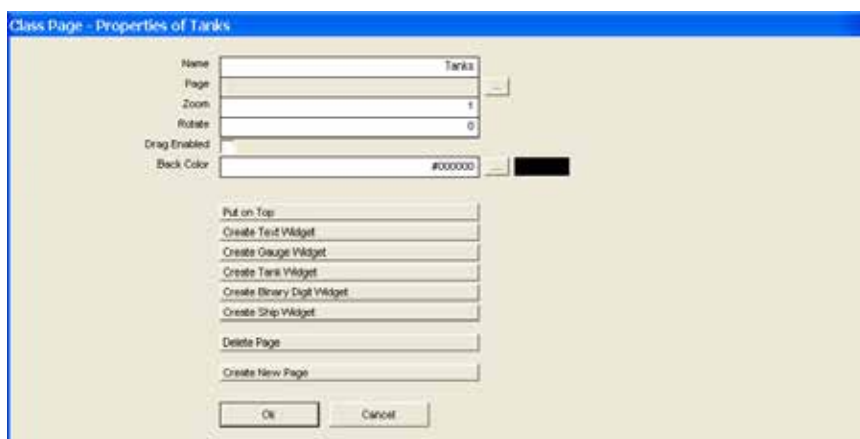 Class Page - Properties of Tanks
Name Tanks
Page ...
Zoom 1
Rotate 0
Drag Enabled
Back Color #000000 ...
Put on Top
Create Text Widget
Create Gauge Widget
Create Tank Widget
Create Binary Digit Widget
Create Ship Widget
Delete Page
Create New Page
Ok Cancel